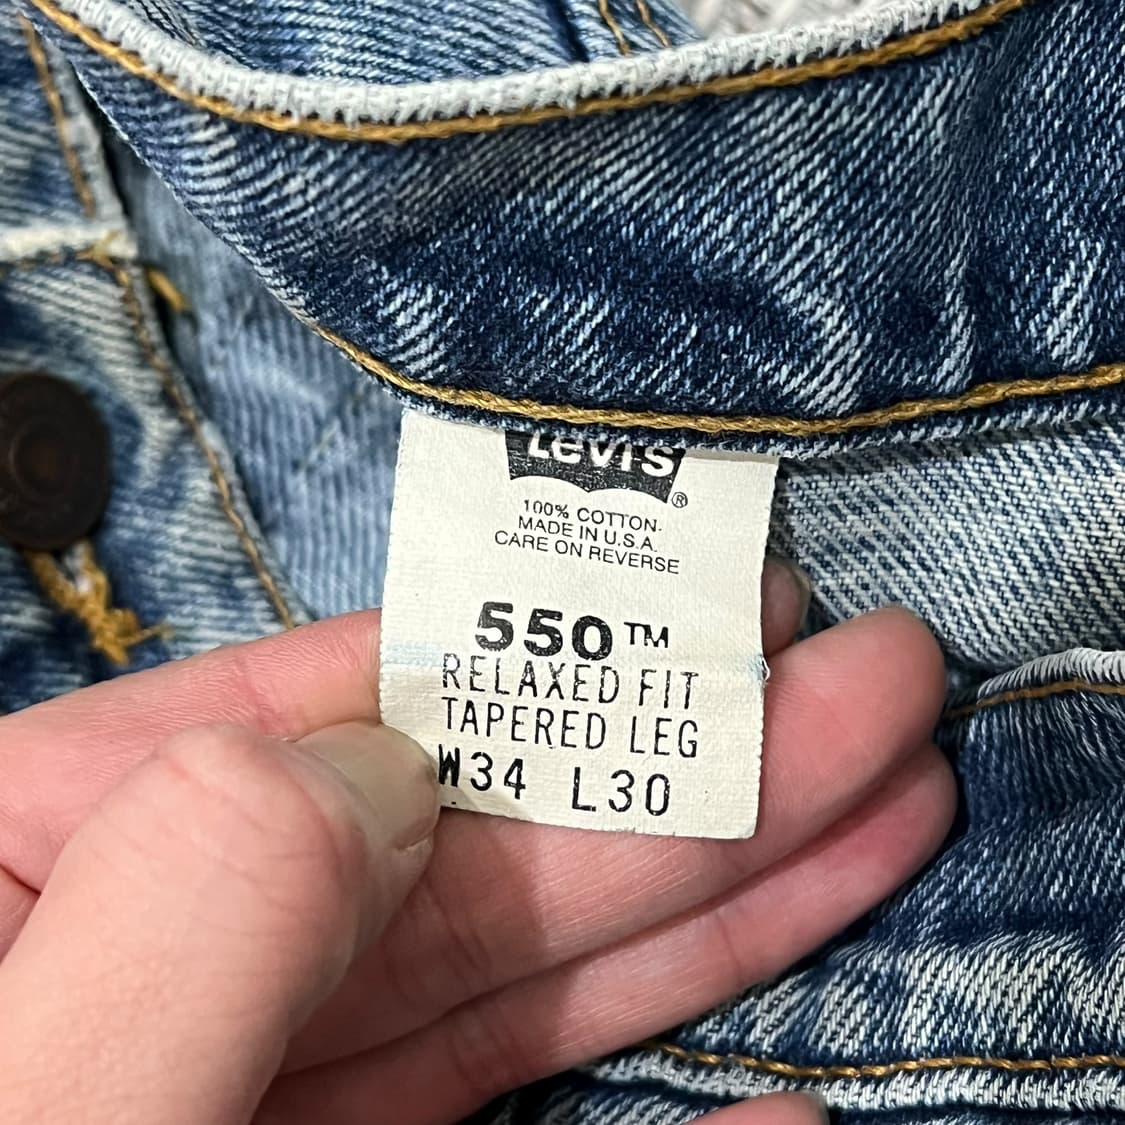 Levi's
®
100% COTTON.
MADE IN U.S.A.
CARE ON REVERSE
550™
RELAXED FIT
TAPERED LEG
W34 L30